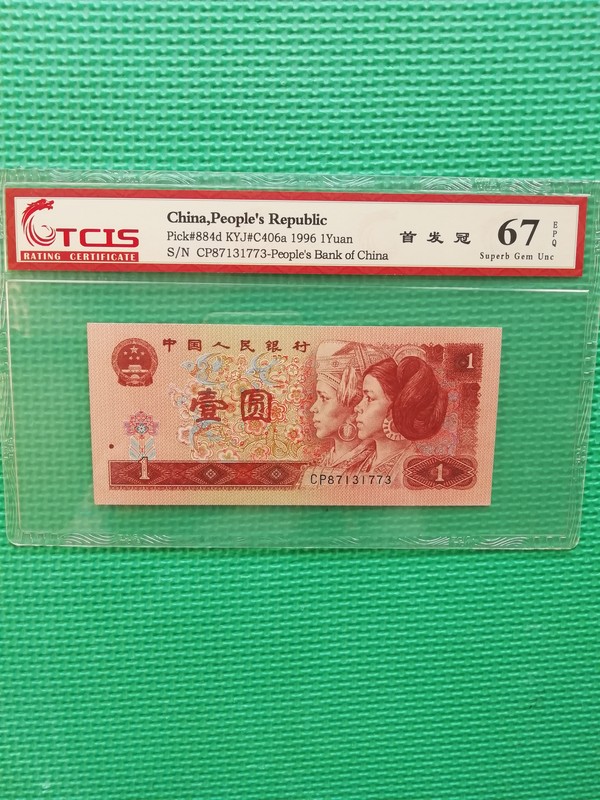 TCIS
RATING CERTIFICATE
China,People's Republic
Pick#884d KYJ#C406a 1996 1Yuan
S/N CP87131773-People's Bank of China
首发冠
67
EPQ
Superb Gem Unc
中国人民银行
1
壹圆
1
CP87131773
1